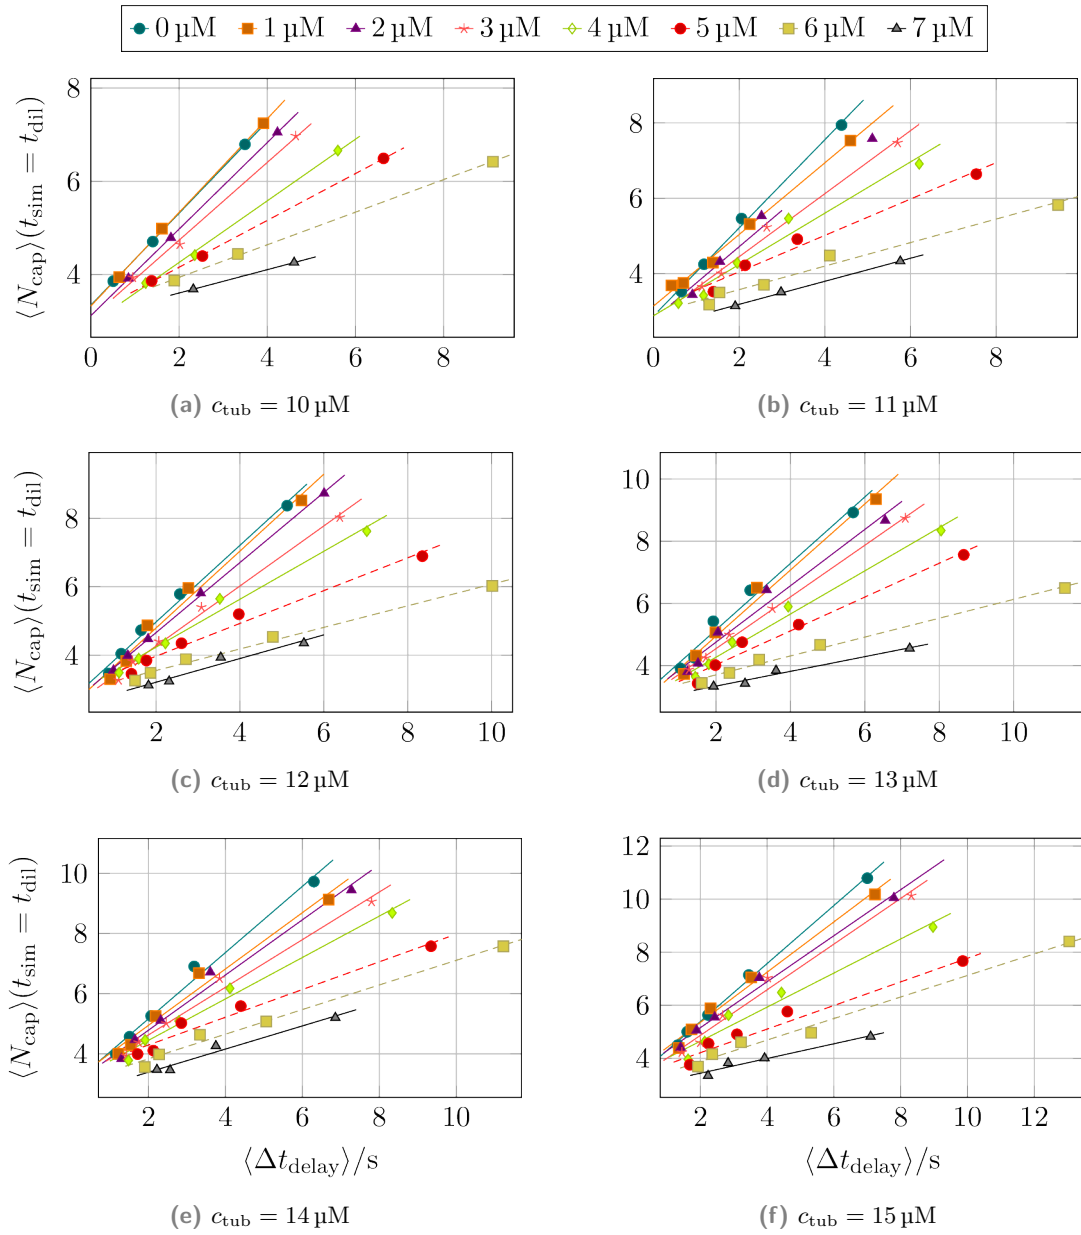 0 µM 1 µM 2 µM 3 µM 4 µM 5 µM 6 µM 7 µM
⟨N_cap⟩(t_sim = t_dil)
8
6
4
0 2 4 6 8
(a) c_tub = 10 µM
8
6
4
0 2 4 6 8
(b) c_tub = 11 µM
⟨N_cap⟩(t_sim = t_dil)
8
6
4
2 4 6 8 10
(c) c_tub = 12 µM
10
8
6
4
2 4 6 8 10
(d) c_tub = 13 µM
⟨N_cap⟩(t_sim = t_dil)
10
8
6
4
2 4 6 8 10
⟨Δt_delay⟩/s
(e) c_tub = 14 µM
12
10
8
6
4
2 4 6 8 10 12
⟨Δt_delay⟩/s
(f) c_tub = 15 µM